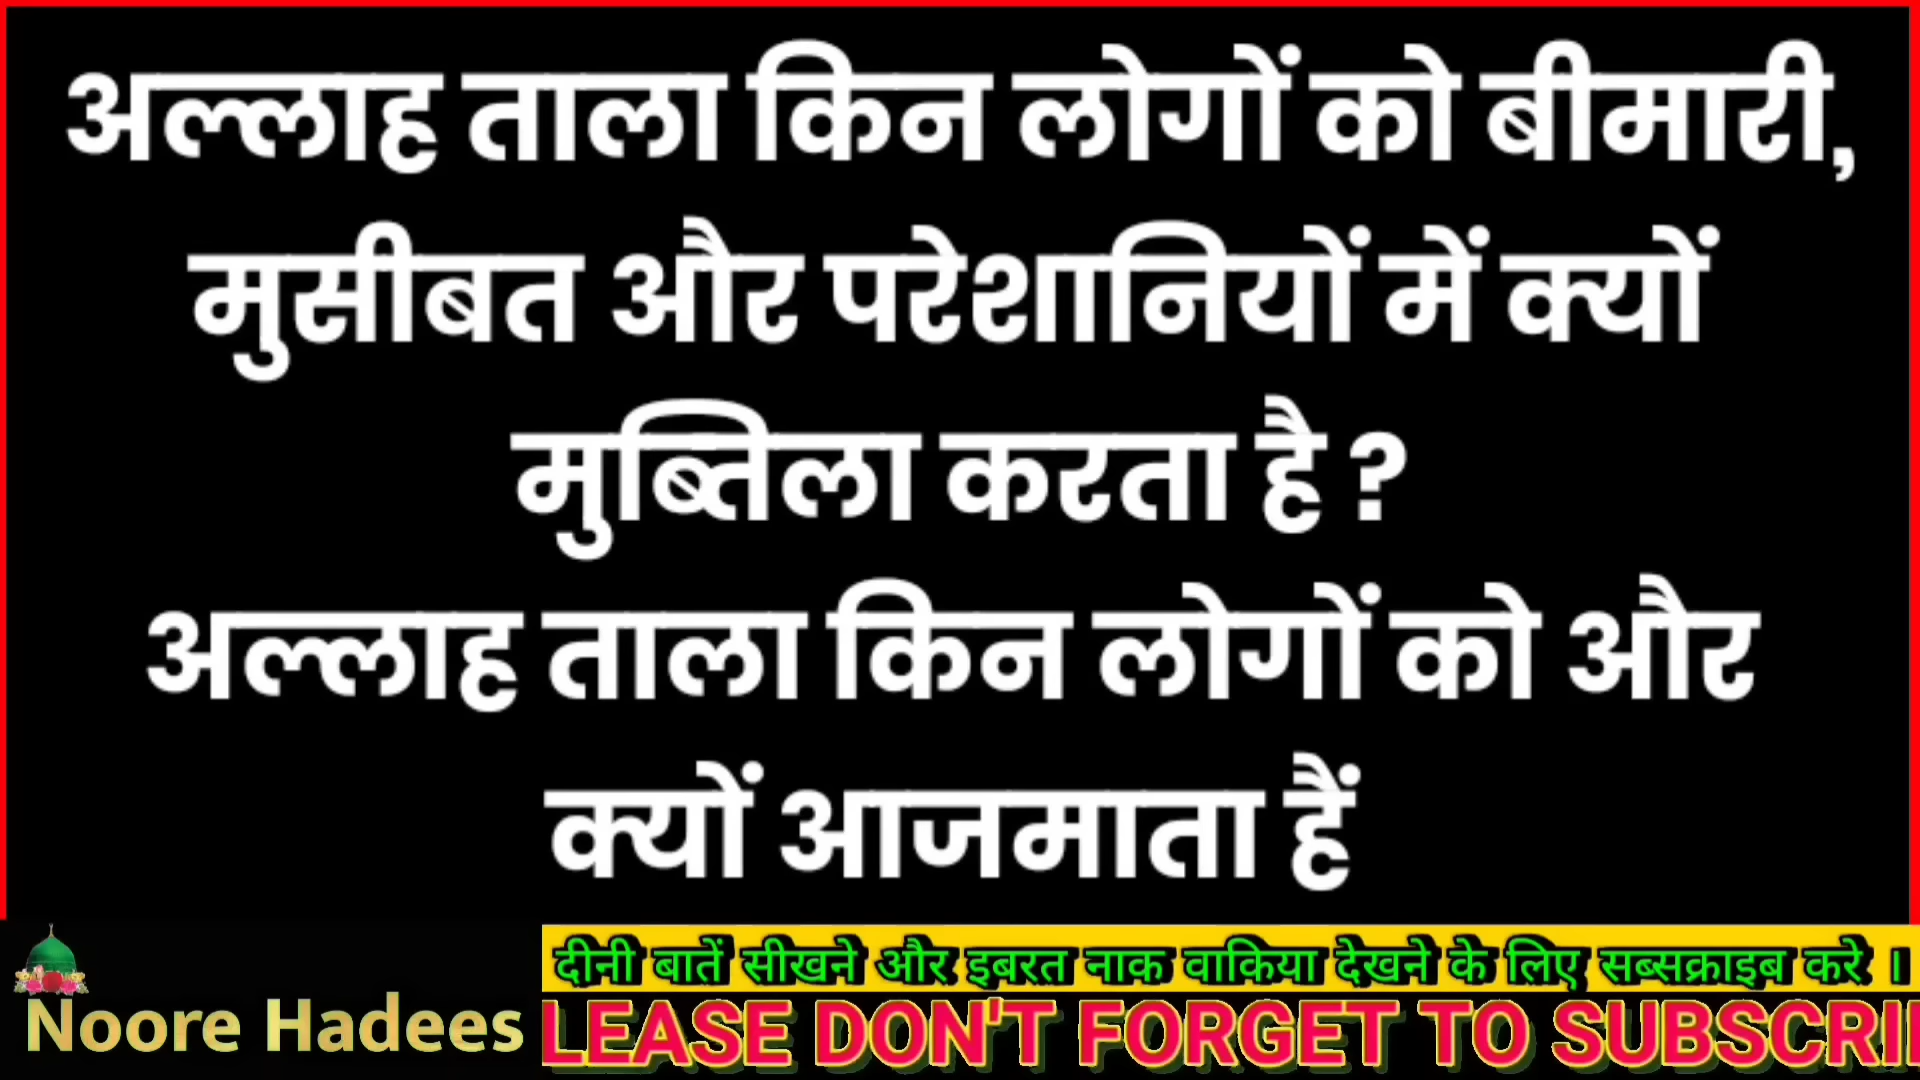 अल्लाह ताला किन लोगों को बीमारी,
मुसीबत और परेशानियों में क्यों
मुब्तिला करता है ?
अल्लाह ताला किन लोगों को और
क्यों आजमाता हैं
दीनी बातें सीखने और इबरत नाक वाकिया देखने के लिए सब्सक्राइब करे ।
Noore Hadees
LEASE DON'T FORGET TO SUBSCRI